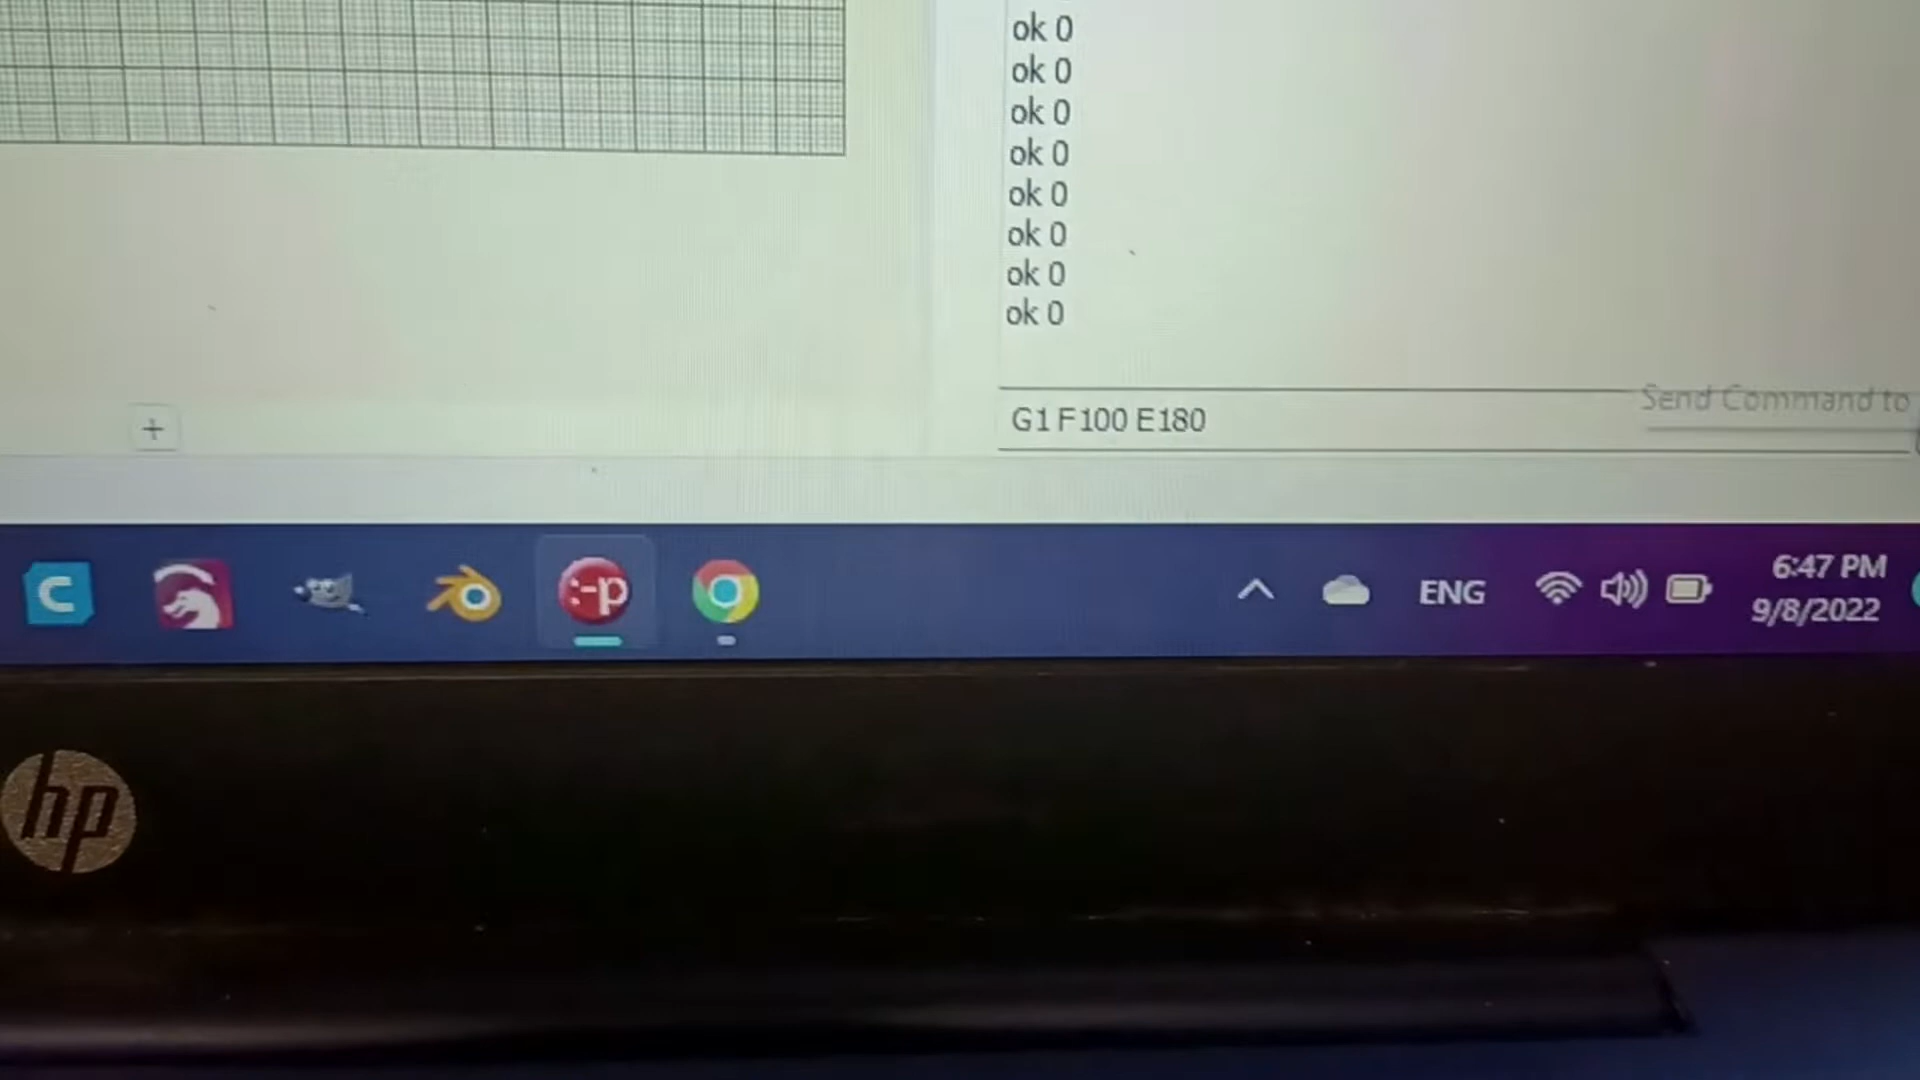 ok 0
ok 0
ok 0
ok 0
ok 0
ok 0
ok 0
ok 0
Send Command to
G1 F100 E180
+
C
:-p
ENG
6:47 PM
9/8/2022
hp